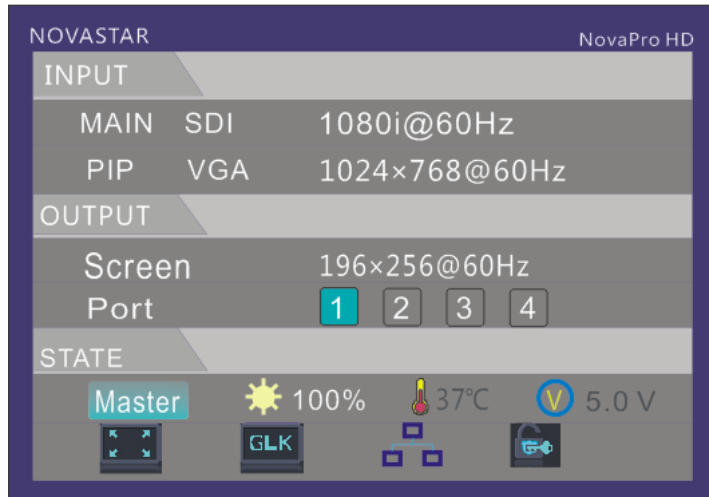 NOVASTAR NovaPro HD
INPUT
MAIN SDI 1080i@60Hz
PIP VGA 1024×768@60Hz
OUTPUT
Screen 196×256@60Hz
Port 1 2 3 4
STATE
Master 100% 37℃ V 5.0 V
GLK